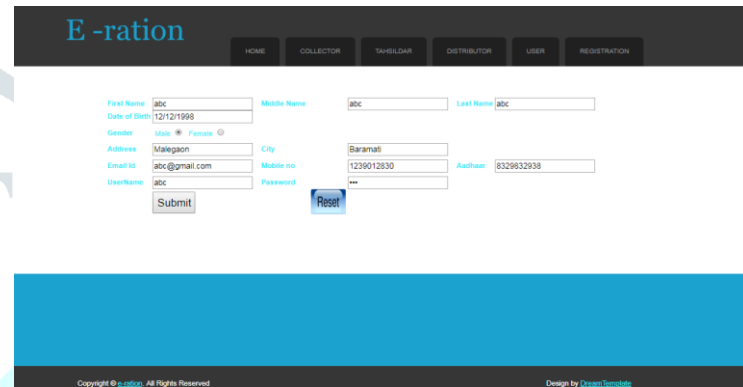 E -ration
HOME COLLECTOR TAHSILDAR DISTRIBUTOR USER REGISTRATION
First Name abc Middle Name abc Last Name abc
Date of Birth 12/12/1998
Gender Male Female
Address Malegaon City Baramati
Email Id abc@gmail.com Mobile no 1239012830 Aadhaar 8329832938
UserName abc Password •••
Submit Reset
Copyright © e-ration. All Rights Reserved Design by DreamTemplate